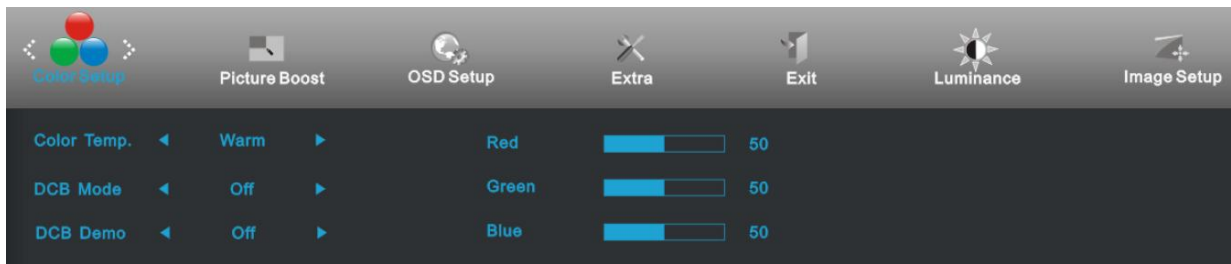 Color Setup Picture Boost OSD Setup Extra Exit Luminance Image Setup
Color Temp. Warm Red 50
DCB Mode Off Green 50
DCB Demo Off Blue 50